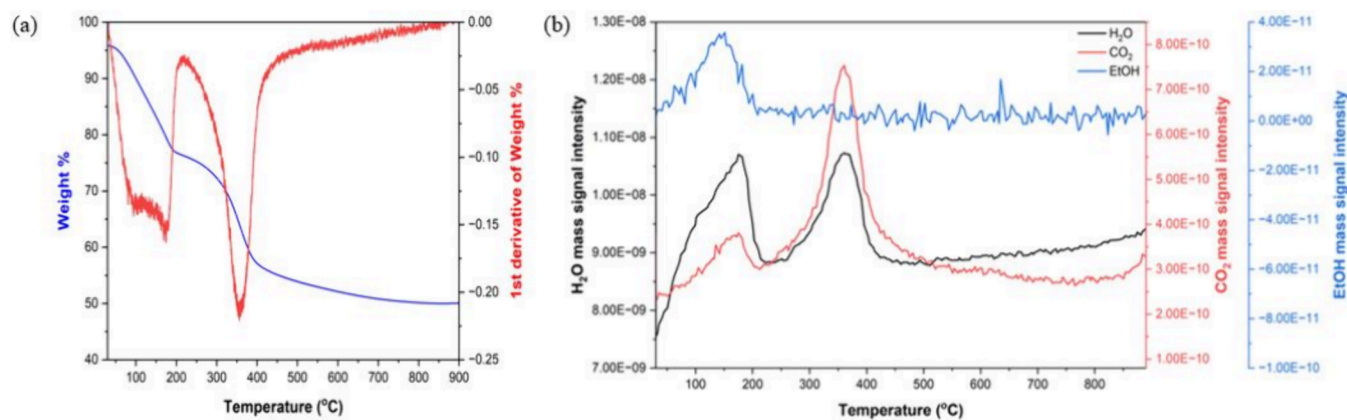 (a)
100
90
80
70
60
50
40
Weight %
100 200 300 400 500 600 700 800 900
Temperature (°C)
0.00
−0.05
−0.10
−0.15
−0.20
−0.25
1st derivative of Weight %
(b)
1.30E−08
1.20E−08
1.10E−08
1.00E−08
9.00E−09
8.00E−09
7.00E−09
H₂O mass signal intensity
H₂O
CO₂
EtOH
100 200 300 400 500 600 700 800
Temperature (°C)
8.00E−10
7.00E−10
6.00E−10
5.00E−10
4.00E−10
3.00E−10
2.00E−10
1.00E−10
CO₂ mass signal intensity
4.00E−11
2.00E−11
0.00E+00
−2.00E−11
−4.00E−11
−6.00E−11
−8.00E−11
−1.00E−10
EtOH mass signal intensity